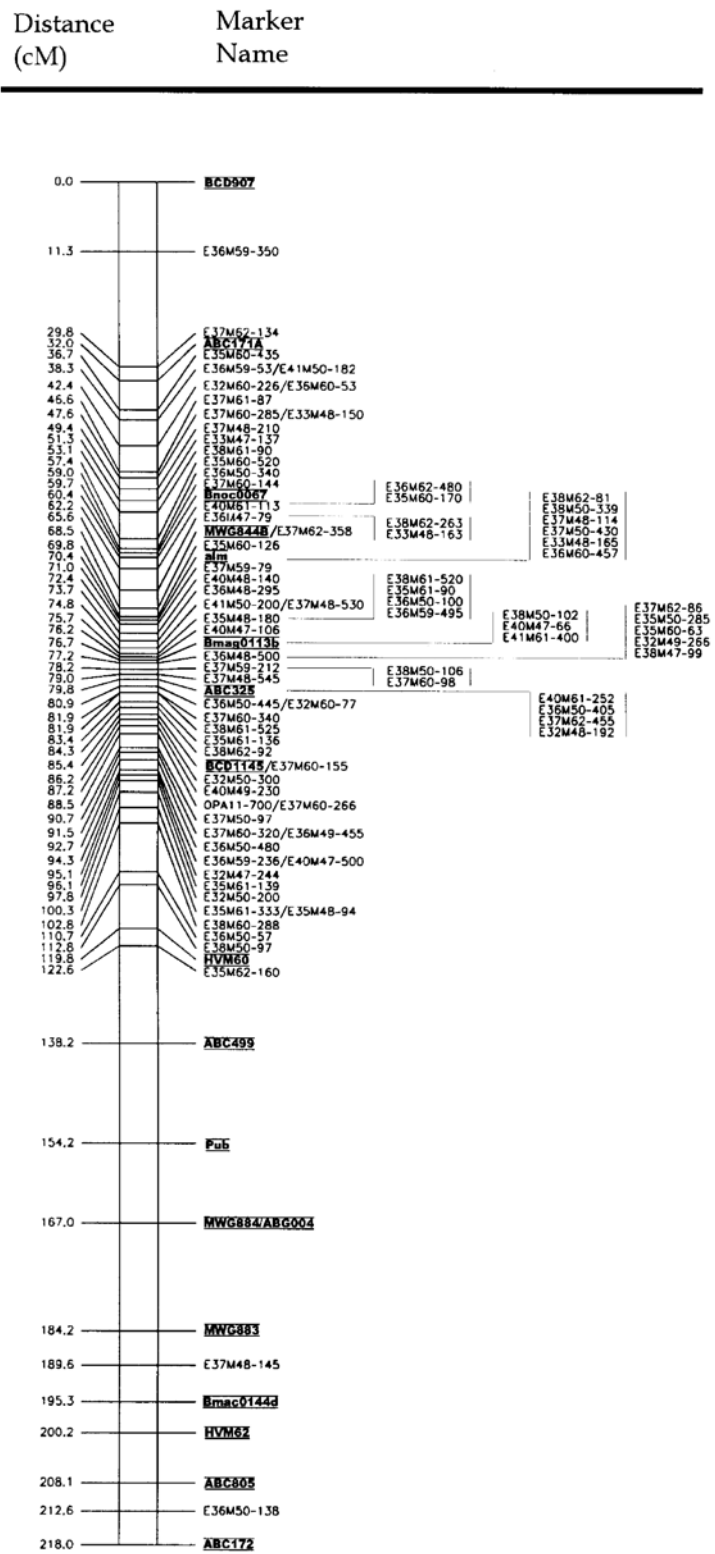 Distance (cM) Marker Name
0.0 BCD907
11.3 E36M59-350
29.8 E37M62-134
32.0 ABC171A
36.7 E35M60-435
38.3 E36M59-53/E41M50-182
42.4 E32M60-226/E36M60-53
46.6 E37M61-87
47.6 E37M60-285/E33M48-150
49.4 E37M48-210
51.3 E33M47-137
53.1 E38M61-90
57.4 E35M60-520
59.0 E36M50-340
59.7 E37M60-144
60.4 Bnoc0067
62.2 E40M61-113
65.6 E36M47-79
68.5 MWG844B/E37M62-358
69.8 E35M60-126
70.4 alm
71.0 E37M59-79
72.4 E40M48-140
73.7 E36M48-295
74.8 E41M50-200/E37M48-530
75.7 E35M48-180
76.2 E40M47-106
76.7 Bmag0113b
77.2 E36M48-500
78.2 E37M59-212
79.0 E37M48-545
79.8 ABC325
80.9 E36M50-445/E32M60-77
81.9 E37M60-340
81.9 E38M61-525
83.4 E35M61-136
84.3 E38M62-92
85.4 BCD1145/E37M60-155
86.2 E32M50-300
87.2 E40M49-230
88.5 OPA11-700/E37M60-266
90.7 E37M50-97
91.5 E37M60-320/E36M49-455
92.7 E36M50-480
94.3 E36M59-236/E40M47-500
95.1 E32M47-244
96.1 E35M61-139
97.8 E32M50-200
100.3 E35M61-333/E35M48-94
102.8 E38M60-288
110.7 E36M50-57
112.8 E38M50-97
119.8 HVM60
122.6 E35M62-160
138.2 ABC499
154.2 Pub
167.0 MWG884/ABG004
184.2 MWG883
189.6 E37M48-145
195.3 Bmac0144d
200.2 HVM62
208.1 ABC805
212.6 E36M50-138
218.0 ABC172
E36M62-480
E35M60-170
E38M62-263
E33M48-163
E38M61-520
E35M61-90
E36M50-100
E36M59-495
E38M50-106
E37M60-98
E38M62-81
E38M50-339
E37M48-114
E37M50-430
E33M48-165
E36M60-457
E38M50-102
E40M47-66
E41M61-400
E37M62-86
E35M50-285
E35M60-63
E32M49-266
E38M47-99
E40M61-252
E36M50-405
E37M62-455
E32M48-192